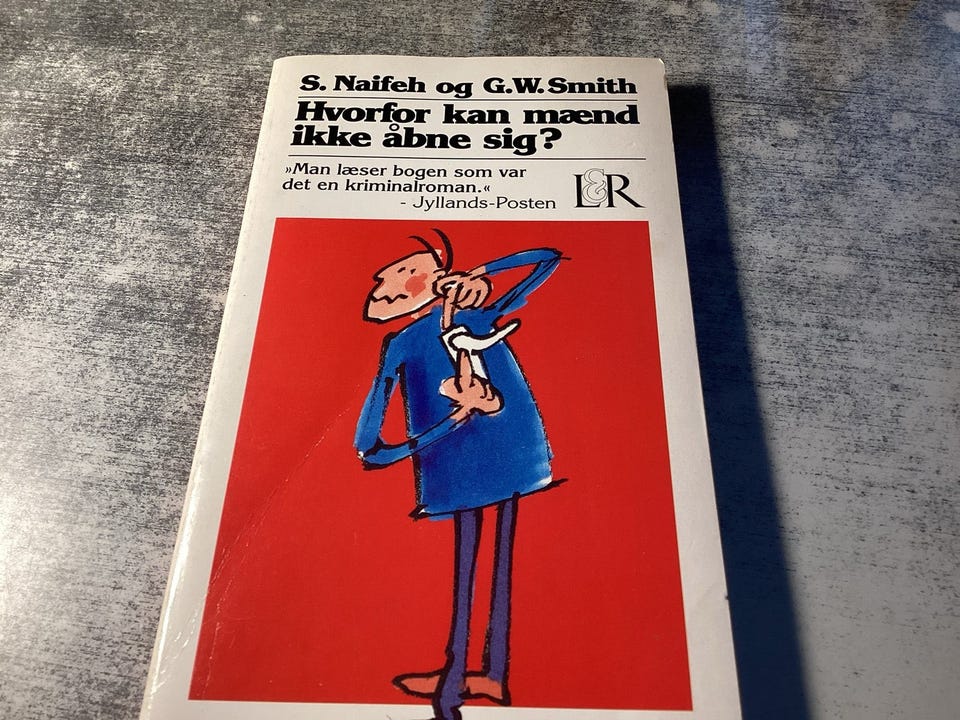 S. Naifeh og G.W. Smith
Hvorfor kan mænd
ikke åbne sig?
»Man læser bogen som var
det en kriminalroman.«
- Jyllands-Posten
L&R